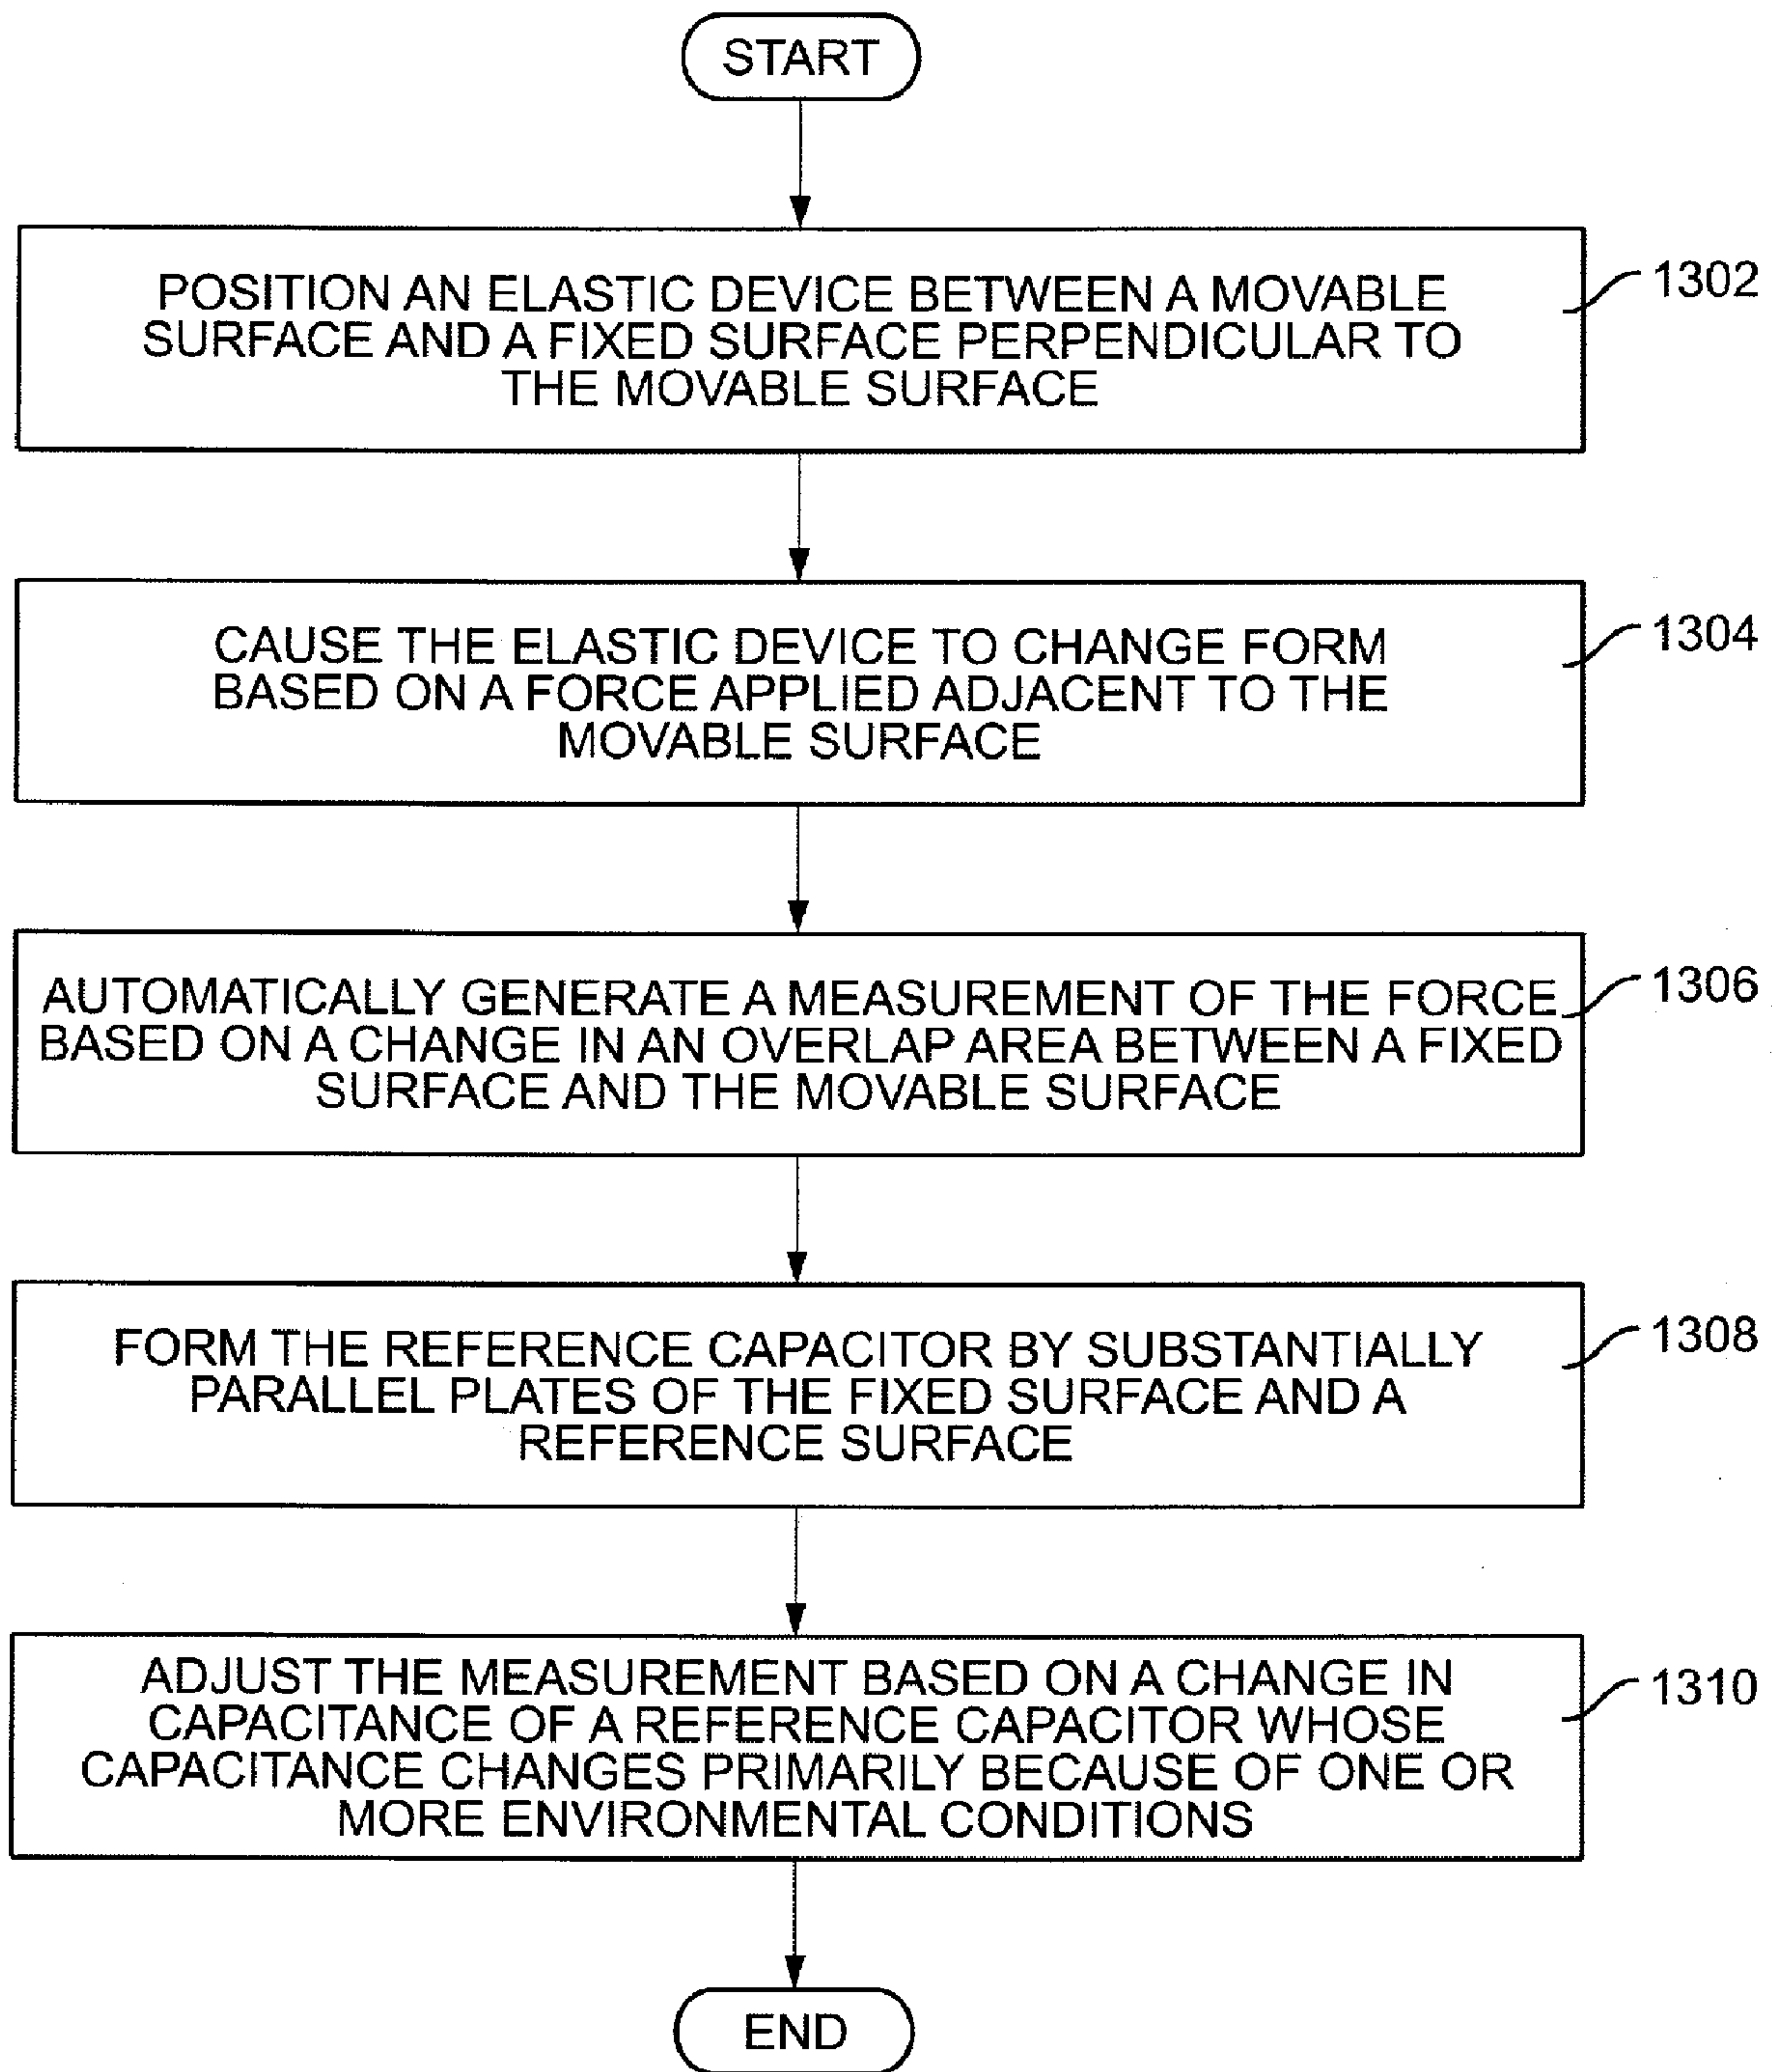 START
POSITION AN ELASTIC DEVICE BETWEEN A MOVABLE
SURFACE AND A FIXED SURFACE PERPENDICULAR TO
THE MOVABLE SURFACE
1302
CAUSE THE ELASTIC DEVICE TO CHANGE FORM
BASED ON A FORCE APPLIED ADJACENT TO THE
MOVABLE SURFACE
1304
AUTOMATICALLY GENERATE A MEASUREMENT OF THE FORCE
BASED ON A CHANGE IN AN OVERLAP AREA BETWEEN A FIXED
SURFACE AND THE MOVABLE SURFACE
1306
FORM THE REFERENCE CAPACITOR BY SUBSTANTIALLY
PARALLEL PLATES OF THE FIXED SURFACE AND A
REFERENCE SURFACE
1308
ADJUST THE MEASUREMENT BASED ON A CHANGE IN
CAPACITANCE OF A REFERENCE CAPACITOR WHOSE
CAPACITANCE CHANGES PRIMARILY BECAUSE OF ONE OR
MORE ENVIRONMENTAL CONDITIONS
1310
END